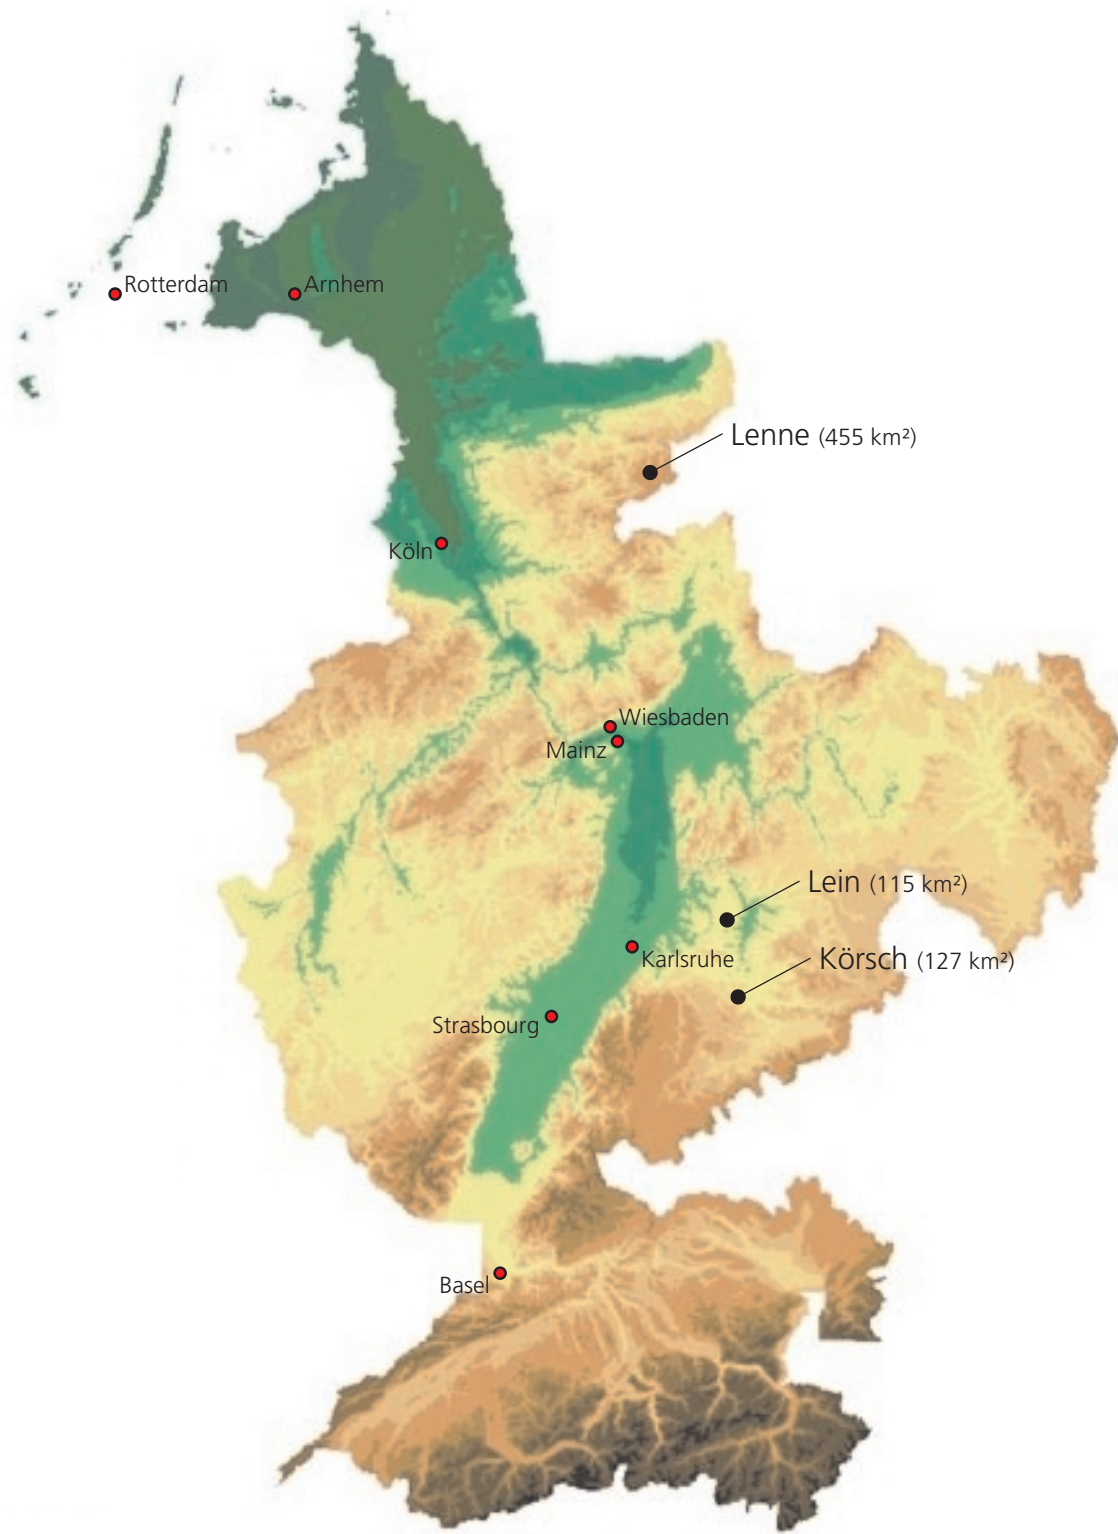 Rotterdam
Arnhem
Lenne (455 km²)
Köln
Wiesbaden
Mainz
Lein (115 km²)
Karlsruhe
Körsch (127 km²)
Strasbourg
Basel